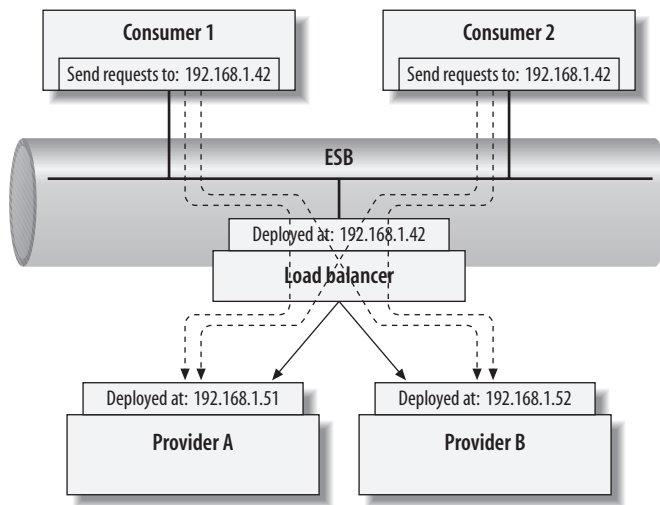 Consumer 1
Send requests to: 192.168.1.42
Consumer 2
Send requests to: 192.168.1.42
ESB
Deployed at: 192.168.1.42
Load balancer
Deployed at: 192.168.1.51
Provider A
Deployed at: 192.168.1.52
Provider B